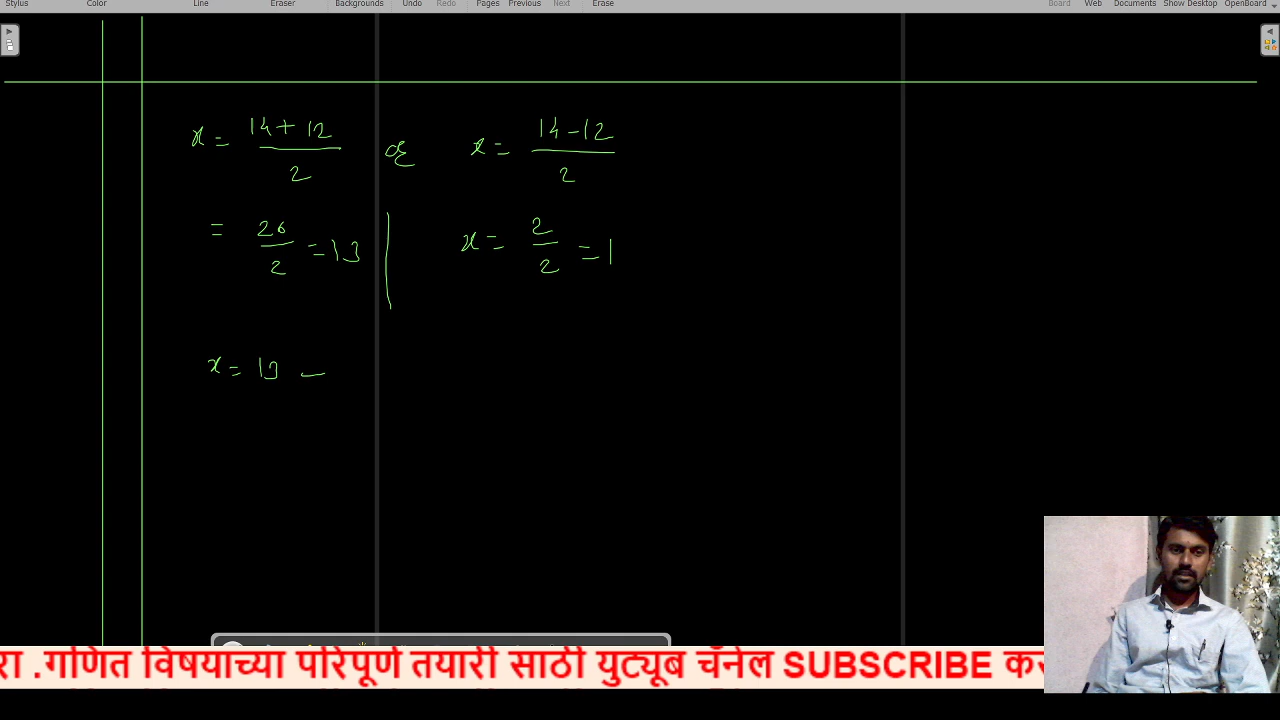 Stylus Color Line Eraser Backgrounds Undo Redo Pages Previous Next Erase Board Web Documents Show Desktop OpenBoard
x = 14 + 12 / 2 or x = 14 - 12 / 2
= 26 / 2 = 13 x = 2 / 2 = 1
x = 13 –
रा .गणित विषयाच्या परिपूर्ण तयारी साठी युट्यूब चॅनेल SUBSCRIBE कर